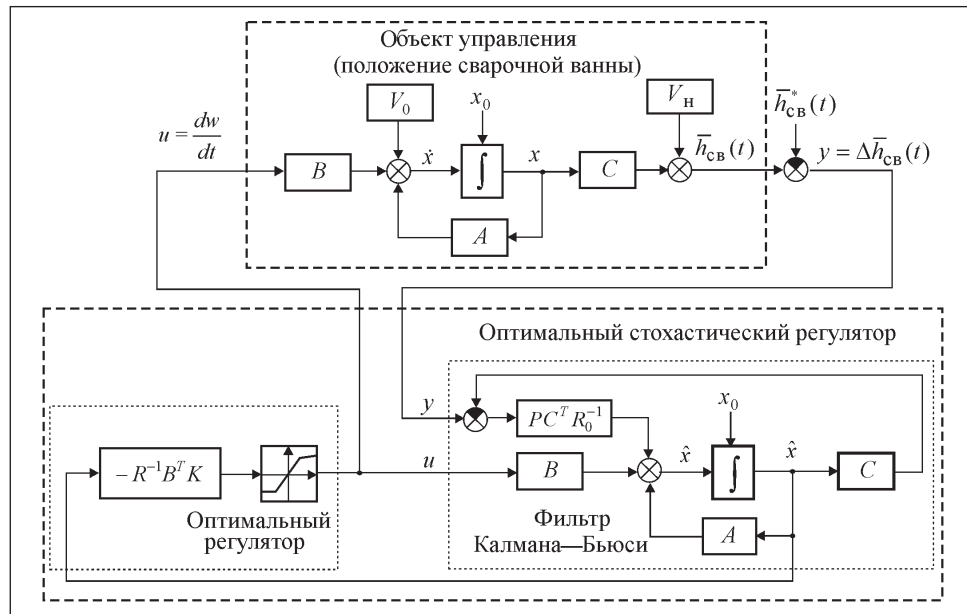 Объект управления
(положение сварочной ванны)
u = dw/dt
V₀
x₀
Vн
h̄св(t)
h̄*св(t)
y = Δh̄св(t)
B
ẋ
∫
x
C
A
Оптимальный стохастический регулятор
y
PCᵀR₀⁻¹
x₀
– R⁻¹BᵀK
u
B
x̂
∫
x̂
C
Оптимальный
регулятор
Фильтр
Калмана—Бьюси
A